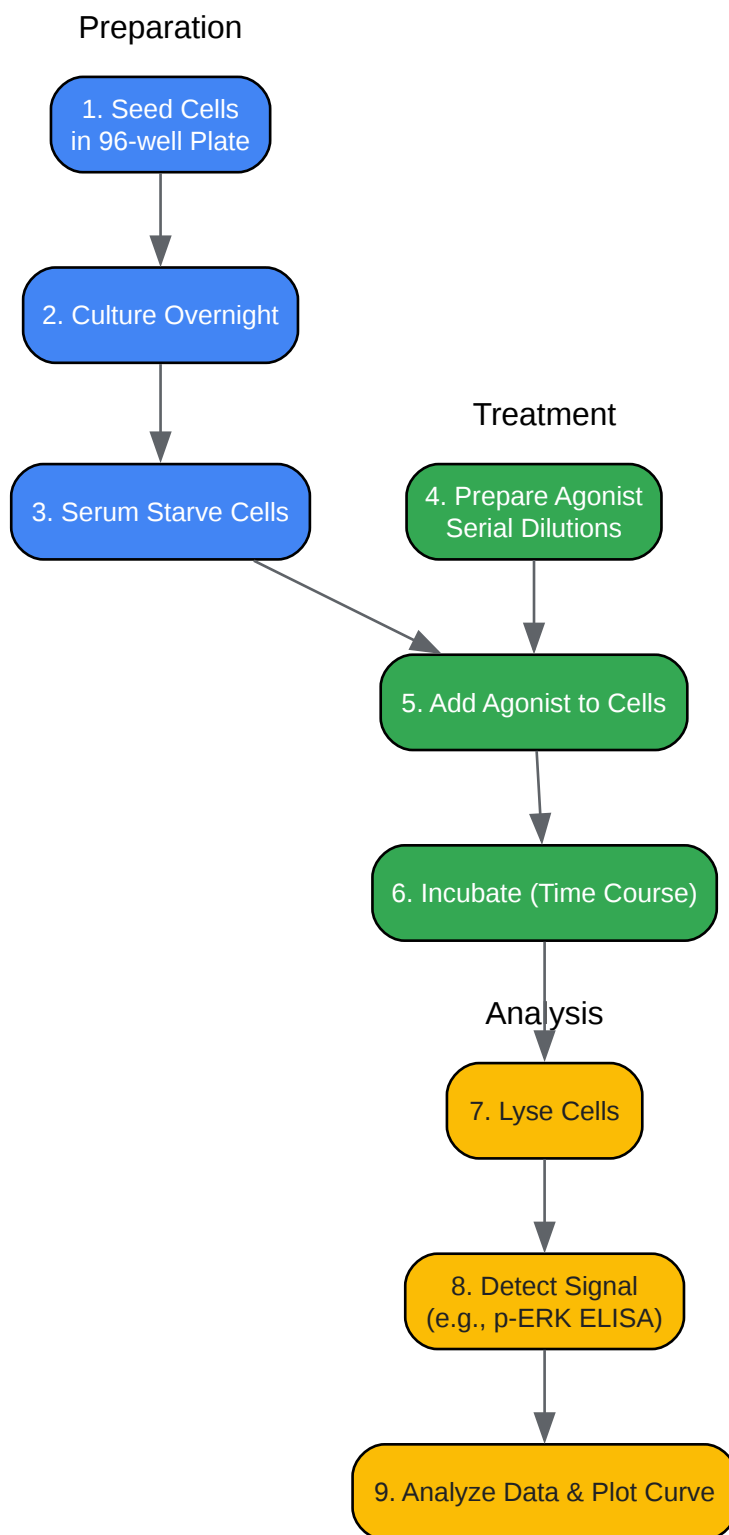 Preparation
1. Seed Cells
in 96-well Plate
2. Culture Overnight
3. Serum Starve Cells
Treatment
4. Prepare Agonist
Serial Dilutions
5. Add Agonist to Cells
6. Incubate (Time Course)
Analysis
7. Lyse Cells
8. Detect Signal
(e.g., p-ERK ELISA)
9. Analyze Data & Plot Curve